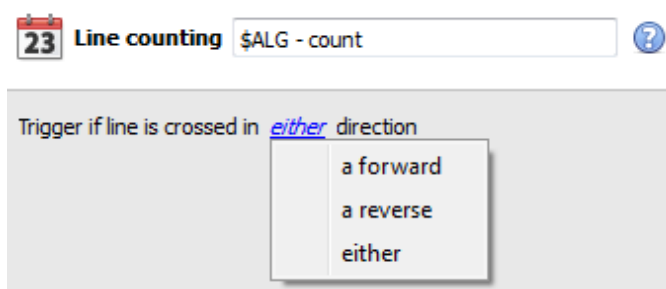 23 Line counting $ALG - count ?
Trigger if line is crossed in either direction
a forward
a reverse
either